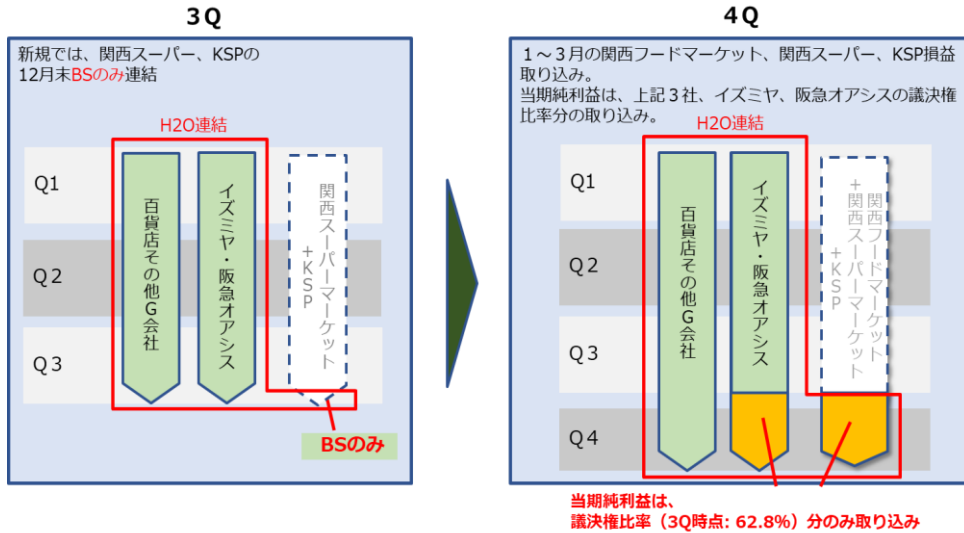 3Q
新規では、関西スーパー、KSPの
12月末BSのみ連結
H2O連結
Q1
Q2
Q3
百貨店その他G会社
イズミヤ・阪急オアシス
関西スーパーマーケット
+KSP
BSのみ
4Q
1～3月の関西フードマーケット、関西スーパー、KSP損益
取り込み。
当期純利益は、上記3社、イズミヤ、阪急オアシスの議決権
比率分の取り込み。
H2O連結
Q1
Q2
Q3
Q4
百貨店その他G会社
イズミヤ・阪急オアシス
関西フードマーケット
+関西スーパーマーケット
+KSP
当期純利益は、
議決権比率（3Q時点: 62.8%）分のみ取り込み